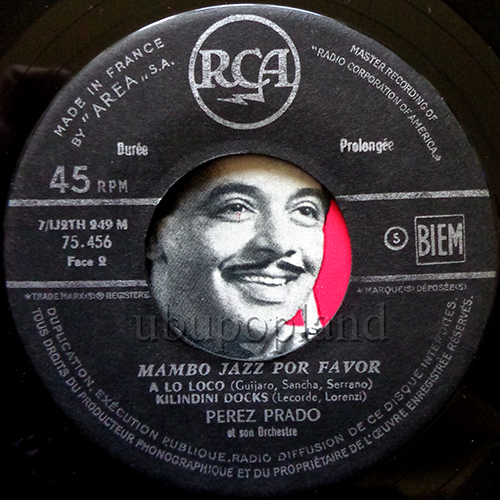 RCA
MADE IN FRANCE
BY "AREA" S.A.
MASTER RECORDING OF
"RADIO CORPORATION
OF AMERICA"
Durée
Prolongée
45 RPM
7/IJ2TH 249 M
75.456
Face 2
S
BIEM
★ TRADE MARK(S) REGISTERED
★ MARQUE(S) DÉPOSÉE(S)
ubupopland
MAMBO JAZZ POR FAVOR
A LO LOCO (Guijaro, Sancha, Serrano)
KILINDINI DOCKS (Lecorde, Lorenzi)
PEREZ PRADO
et son Orchestre
DUPLICATION, EXÉCUTION PUBLIQUE, RADIO DIFFUSION DE CE DISQUE INTERDITES.
TOUS DROITS DU PRODUCTEUR PHONOGRAPHIQUE ET DU PROPRIÉTAIRE DE L'ŒUVRE ENREGISTRÉE RÉSERVÉS.